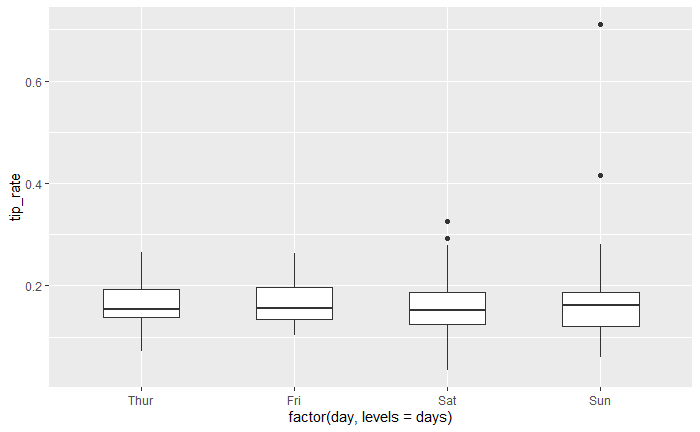 tip_rate
0.6
0.4
0.2
Thur Fri Sat Sun
factor(day, levels = days)